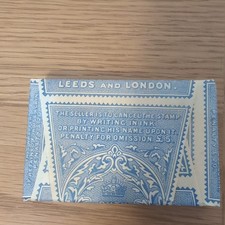 LEEDS AND LONDON.
THE SELLER IS TO CANCEL THE STAMP
BY WRITING IN INK
OR PRINTING HIS NAME UPON IT
PENALTY FOR OMISSION £5.